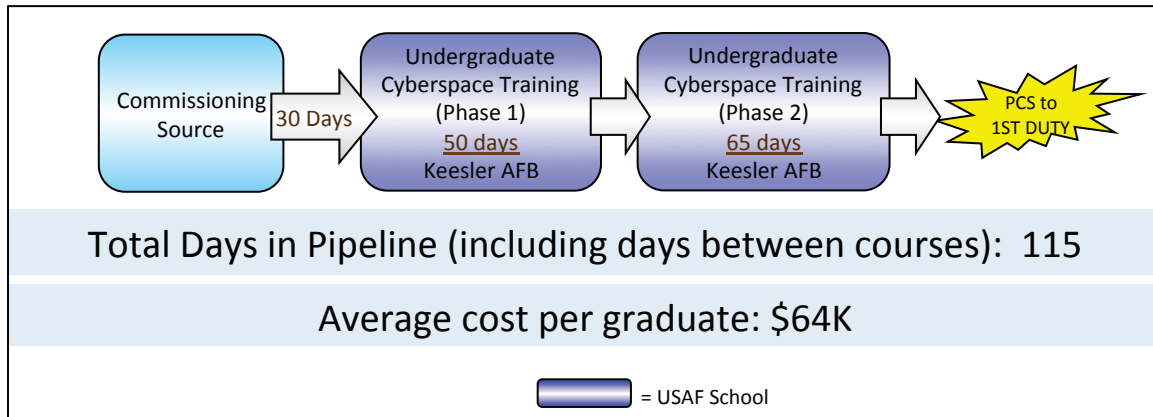 Commissioning
Source
30 Days
Undergraduate
Cyberspace Training
(Phase 1)
50 days
Keesler AFB
Undergraduate
Cyberspace Training
(Phase 2)
65 days
Keesler AFB
PCS to
1ST DUTY
Total Days in Pipeline (including days between courses): 115
Average cost per graduate: $64K
= USAF School